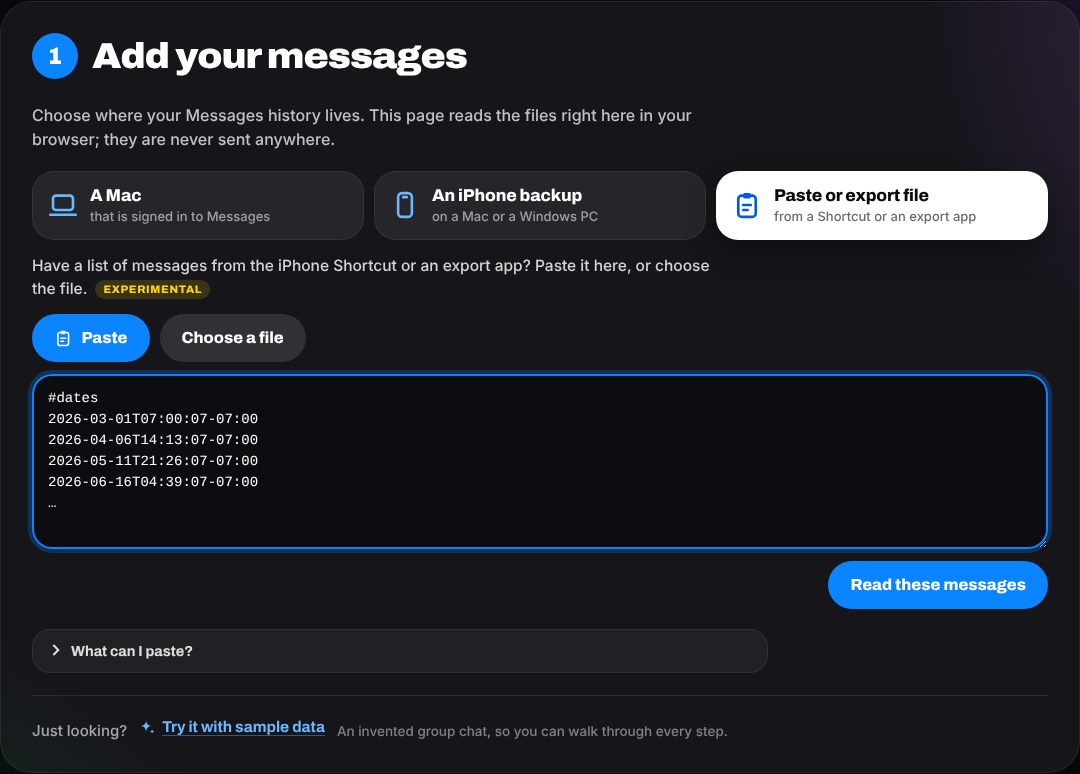 1
Add your messages
Choose where your Messages history lives. This page reads the files right here in your
browser; they are never sent anywhere.
A Mac
that is signed in to Messages
An iPhone backup
on a Mac or a Windows PC
Paste or export file
from a Shortcut or an export app
Have a list of messages from the iPhone Shortcut or an export app? Paste it here, or choose
the file. EXPERIMENTAL
Paste
Choose a file
#dates
2026-03-01T07:00:07-07:00
2026-04-06T14:13:07-07:00
2026-05-11T21:26:07-07:00
2026-06-16T04:39:07-07:00
…
Read these messages
What can I paste?
Just looking? Try it with sample data An invented group chat, so you can walk through every step.